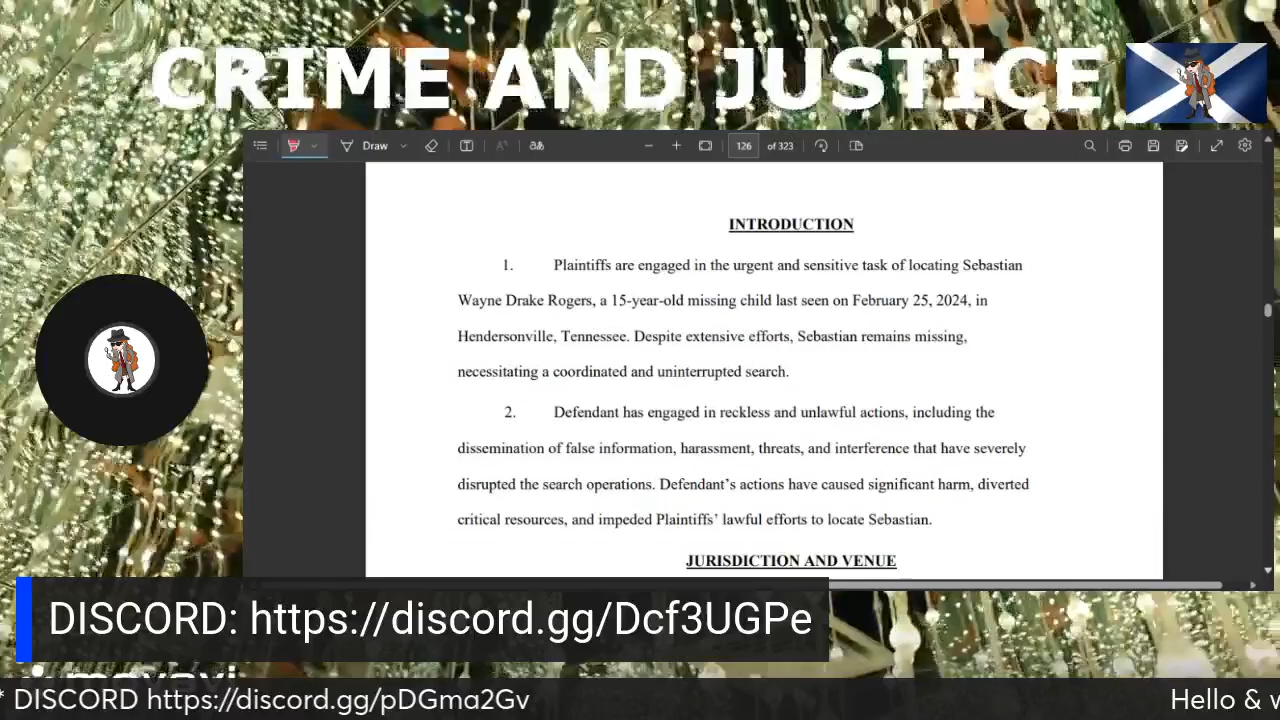 CRIME AND JUSTICE
Draw
126 of 323
INTRODUCTION
1. Plaintiffs are engaged in the urgent and sensitive task of locating Sebastian
Wayne Drake Rogers, a 15-year-old missing child last seen on February 25, 2024, in
Hendersonville, Tennessee. Despite extensive efforts, Sebastian remains missing,
necessitating a coordinated and uninterrupted search.
2. Defendant has engaged in reckless and unlawful actions, including the
dissemination of false information, harassment, threats, and interference that have severely
disrupted the search operations. Defendant’s actions have caused significant harm, diverted
critical resources, and impeded Plaintiffs’ lawful efforts to locate Sebastian.
JURISDICTION AND VENUE
DISCORD: https://discord.gg/Dcf3UGPe
* DISCORD https://discord.gg/pDGma2Gv
Hello & w